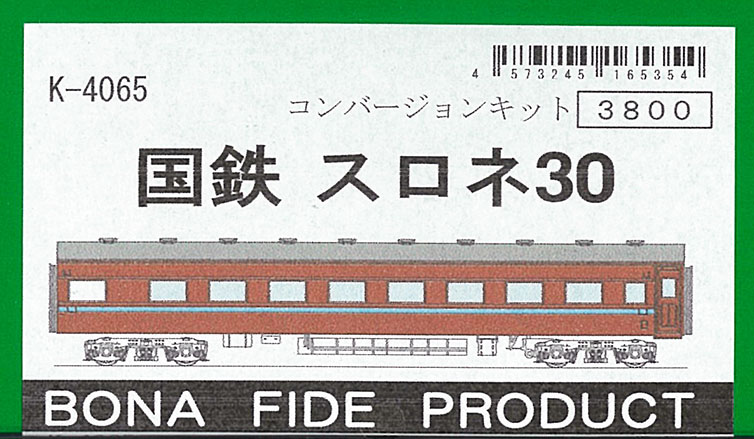 4 573245 165354
K-4065
コンバージョンキット 3800
国鉄 スロネ30
BONA FIDE PRODUCT